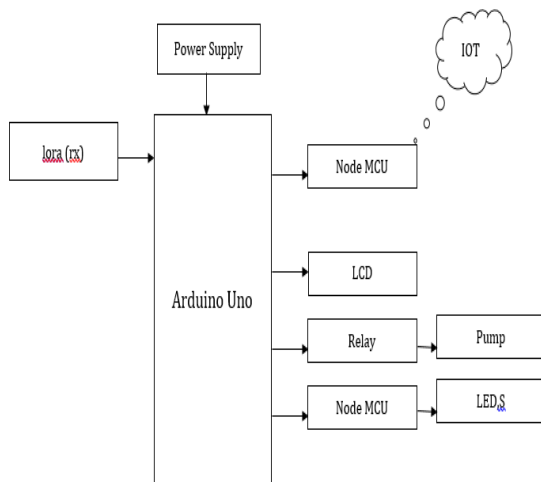 Power Supply
IOT
lora (rx)
Node MCU
LCD
Arduino Uno
Relay
Pump
Node MCU
LED,S